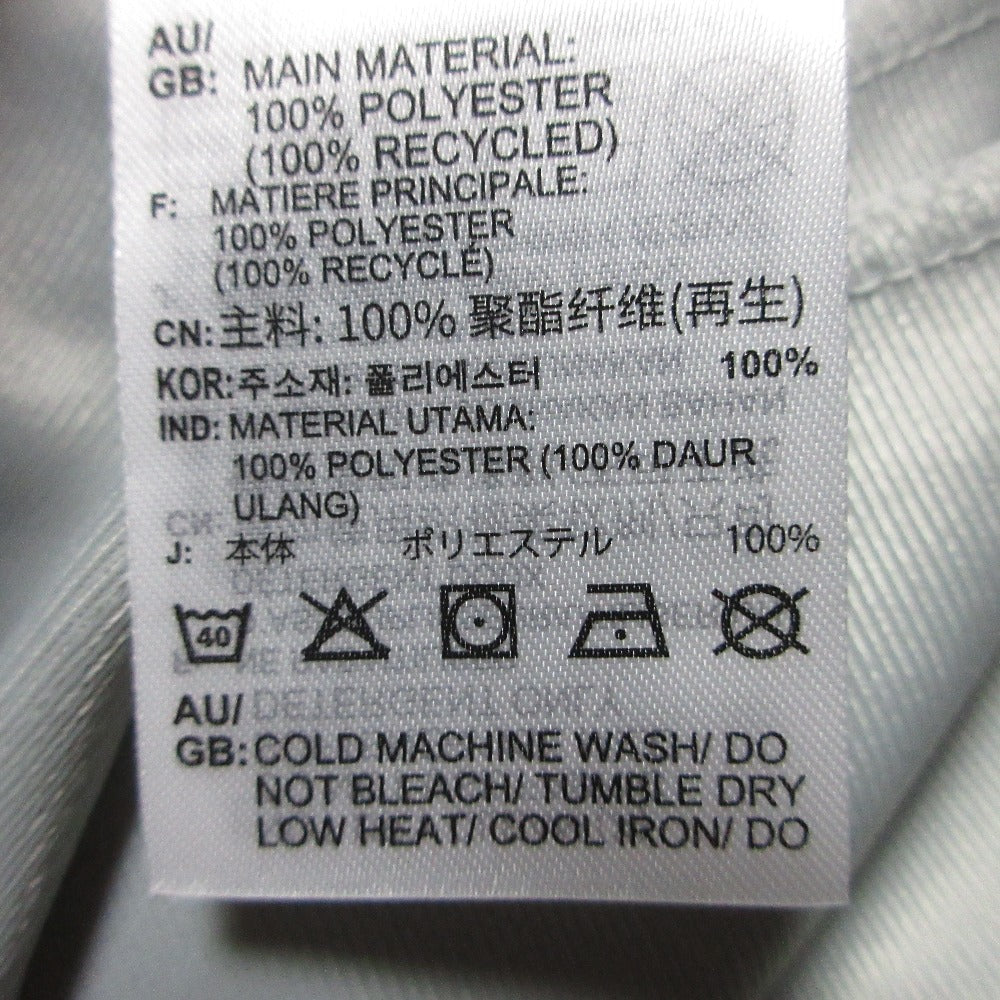 AU/
GB: MAIN MATERIAL:
100% POLYESTER
(100% RECYCLED)
F: MATIERE PRINCIPALE:
100% POLYESTER
(100% RECYCLÉ)
CN: 主料: 100% 聚酯纤维(再生)
KOR: 주소재: 폴리에스터 100%
IND: MATERIAL UTAMA:
100% POLYESTER (100% DAUR
ULANG)
J: 本体 ポリエステル 100%
40
AU/
GB: COLD MACHINE WASH/ DO
NOT BLEACH/ TUMBLE DRY
LOW HEAT/ COOL IRON/ DO